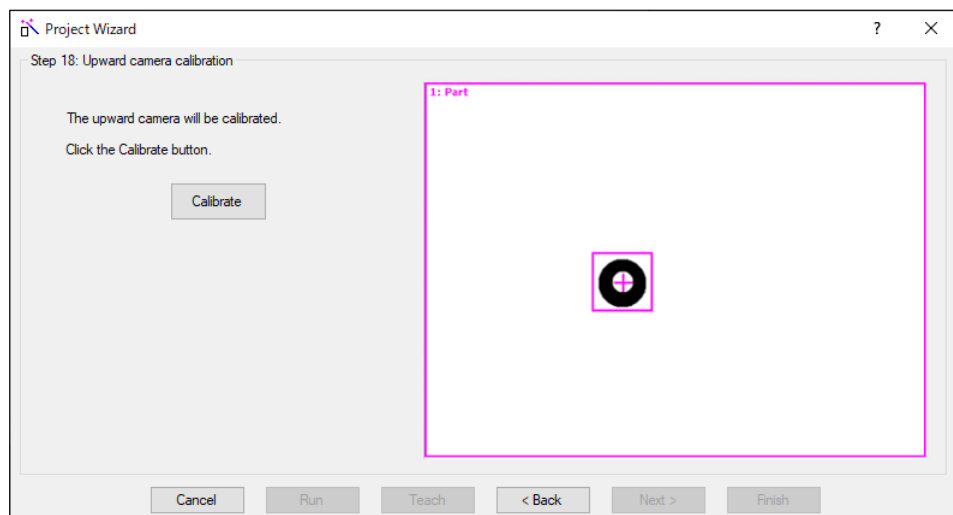 Project Wizard
?
Step 18: Upward camera calibration
1: Part
The upward camera will be calibrated.
Click the Calibrate button.
Calibrate
Cancel
Run
Teach
< Back
Next >
Finish